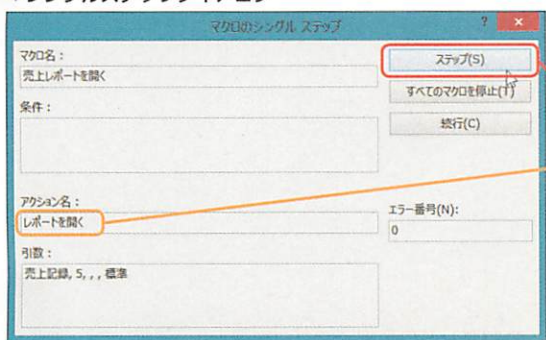 マクロのシングル ステップ
?
マクロ名：
売上レポートを開く
条件：
アクション名：
レポートを開く
引数：
売上記録, 5, , , 標準
ステップ(S)
すべてのマクロを停止(T)
続行(C)
エラー番号(N):
0